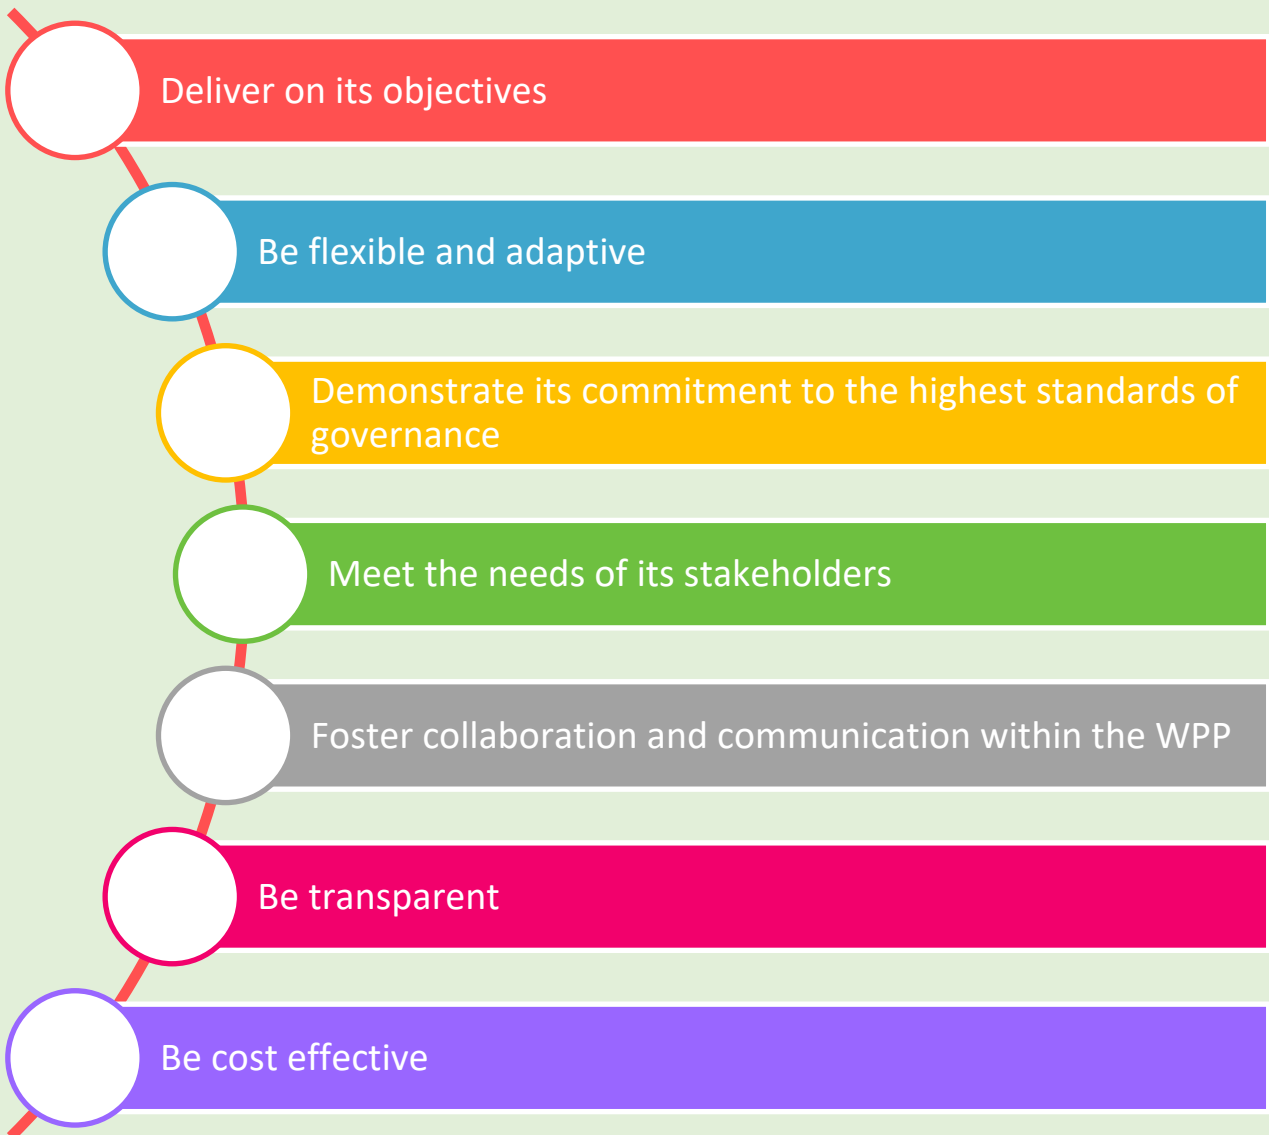 Deliver on its objectives
Be flexible and adaptive
Demonstrate its commitment to the highest standards of
governance
Meet the needs of its stakeholders
Foster collaboration and communication within the WPP
Be transparent
Be cost effective